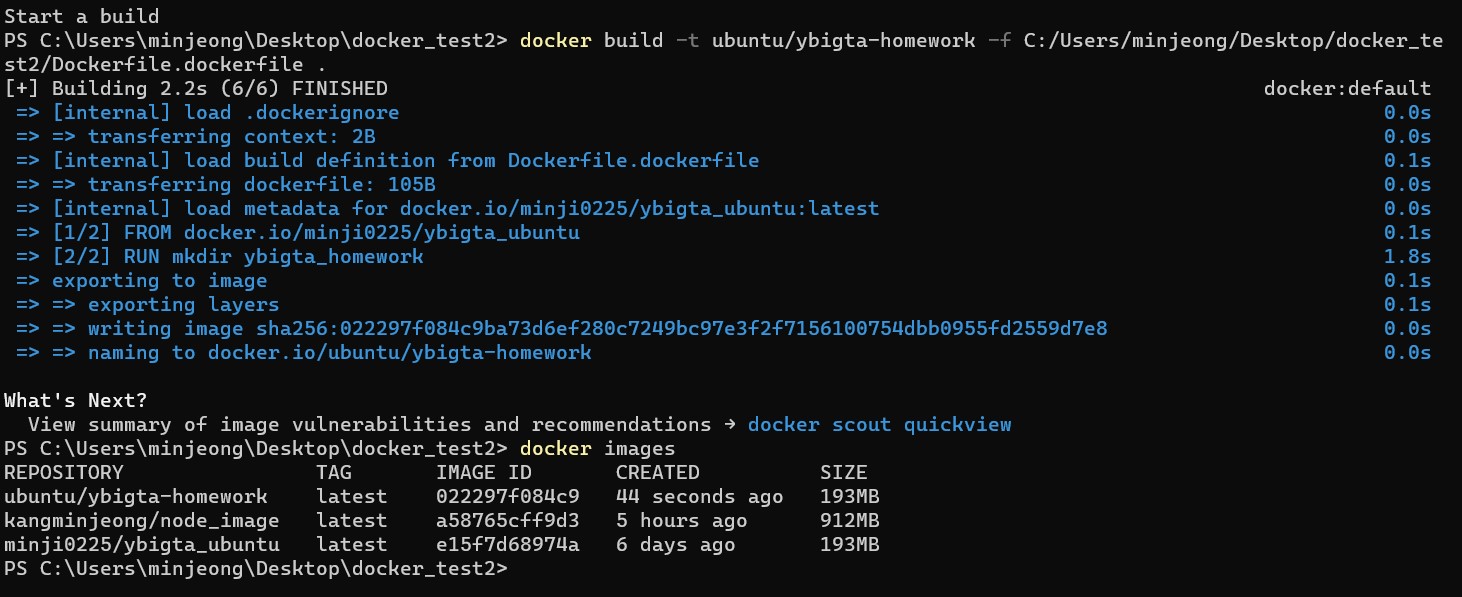 Start a build
PS C:\Users\minjeong\Desktop\docker_test2> docker build -t ubuntu/ybigta-homework -f C:/Users/minjeong/Desktop/docker_te
st2/Dockerfile.dockerfile .
[+] Building 2.2s (6/6) FINISHED docker:default
=> [internal] load .dockerignore 0.0s
=> => transferring context: 2B 0.0s
=> [internal] load build definition from Dockerfile.dockerfile 0.1s
=> => transferring dockerfile: 105B 0.0s
=> [internal] load metadata for docker.io/minji0225/ybigta_ubuntu:latest 0.0s
=> [1/2] FROM docker.io/minji0225/ybigta_ubuntu 0.1s
=> [2/2] RUN mkdir ybigta_homework 1.8s
=> exporting to image 0.1s
=> => exporting layers 0.1s
=> => writing image sha256:022297f084c9ba73d6ef280c7249bc97e3f2f7156100754dbb0955fd2559d7e8 0.0s
=> => naming to docker.io/ubuntu/ybigta-homework 0.0s
What's Next?
View summary of image vulnerabilities and recommendations → docker scout quickview
PS C:\Users\minjeong\Desktop\docker_test2> docker images
REPOSITORY TAG IMAGE ID CREATED SIZE
ubuntu/ybigta-homework latest 022297f084c9 44 seconds ago 193MB
kangminjeong/node_image latest a58765cff9d3 5 hours ago 912MB
minji0225/ybigta_ubuntu latest e15f7d68974a 6 days ago 193MB
PS C:\Users\minjeong\Desktop\docker_test2>